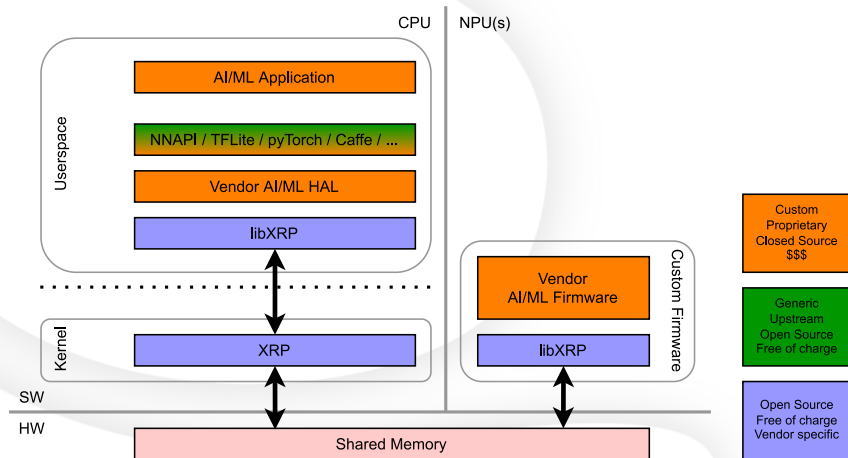 CPU
NPU(s)
Userspace
AI/ML Application
NNAPI / TFLite / pyTorch / Caffe / ...
Vendor AI/ML HAL
libXRP
Kernel
XRP
Custom Firmware
Vendor
AI/ML Firmware
libXRP
SW
HW
Shared Memory
Custom
Proprietary
Closed Source
$$$
Generic
Upstream
Open Source
Free of charge
Open Source
Free of charge
Vendor specific